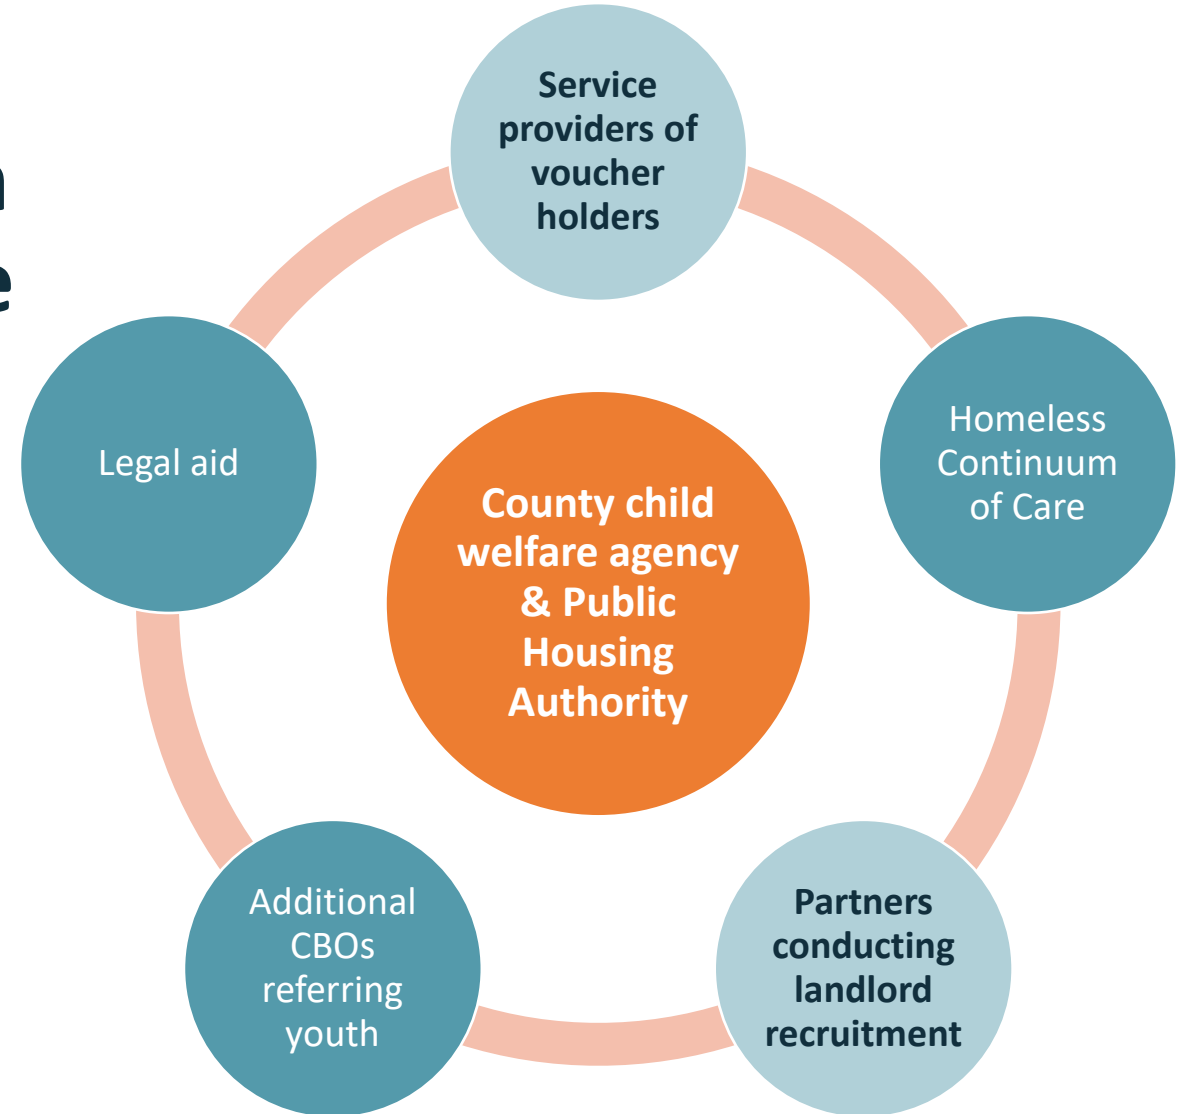 Service
providers of
voucher
holders
Legal aid
Homeless
Continuum
of Care
County child
welfare agency
& Public
Housing
Authority
Additional
CBOs
referring
youth
Partners
conducting
landlord
recruitment